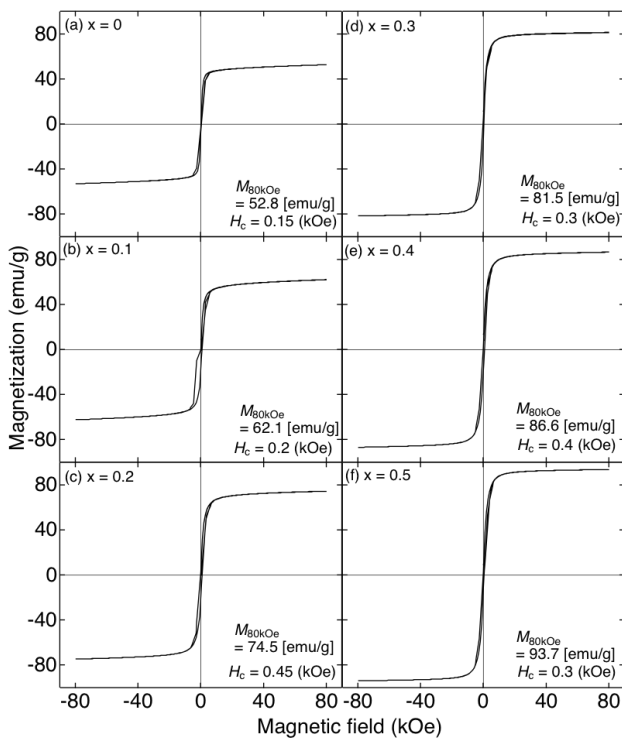 (a) x = 0
80
40
0
-40
-80
M80kOe
= 52.8 [emu/g]
Hc = 0.15 (kOe)
(d) x = 0.3
M80kOe
= 81.5 [emu/g]
Hc = 0.3 (kOe)
(b) x = 0.1
80
40
0
-40
-80
M80kOe
= 62.1 [emu/g]
Hc = 0.2 (kOe)
(e) x = 0.4
M80kOe
= 86.6 [emu/g]
Hc = 0.4 (kOe)
Magnetization (emu/g)
(c) x = 0.2
80
40
0
-40
-80
M80kOe
= 74.5 [emu/g]
Hc = 0.45 (kOe)
(f) x = 0.5
M80kOe
= 93.7 [emu/g]
Hc = 0.3 (kOe)
-80 -40 0 40 80 -80 -40 0 40 80
Magnetic field (kOe)